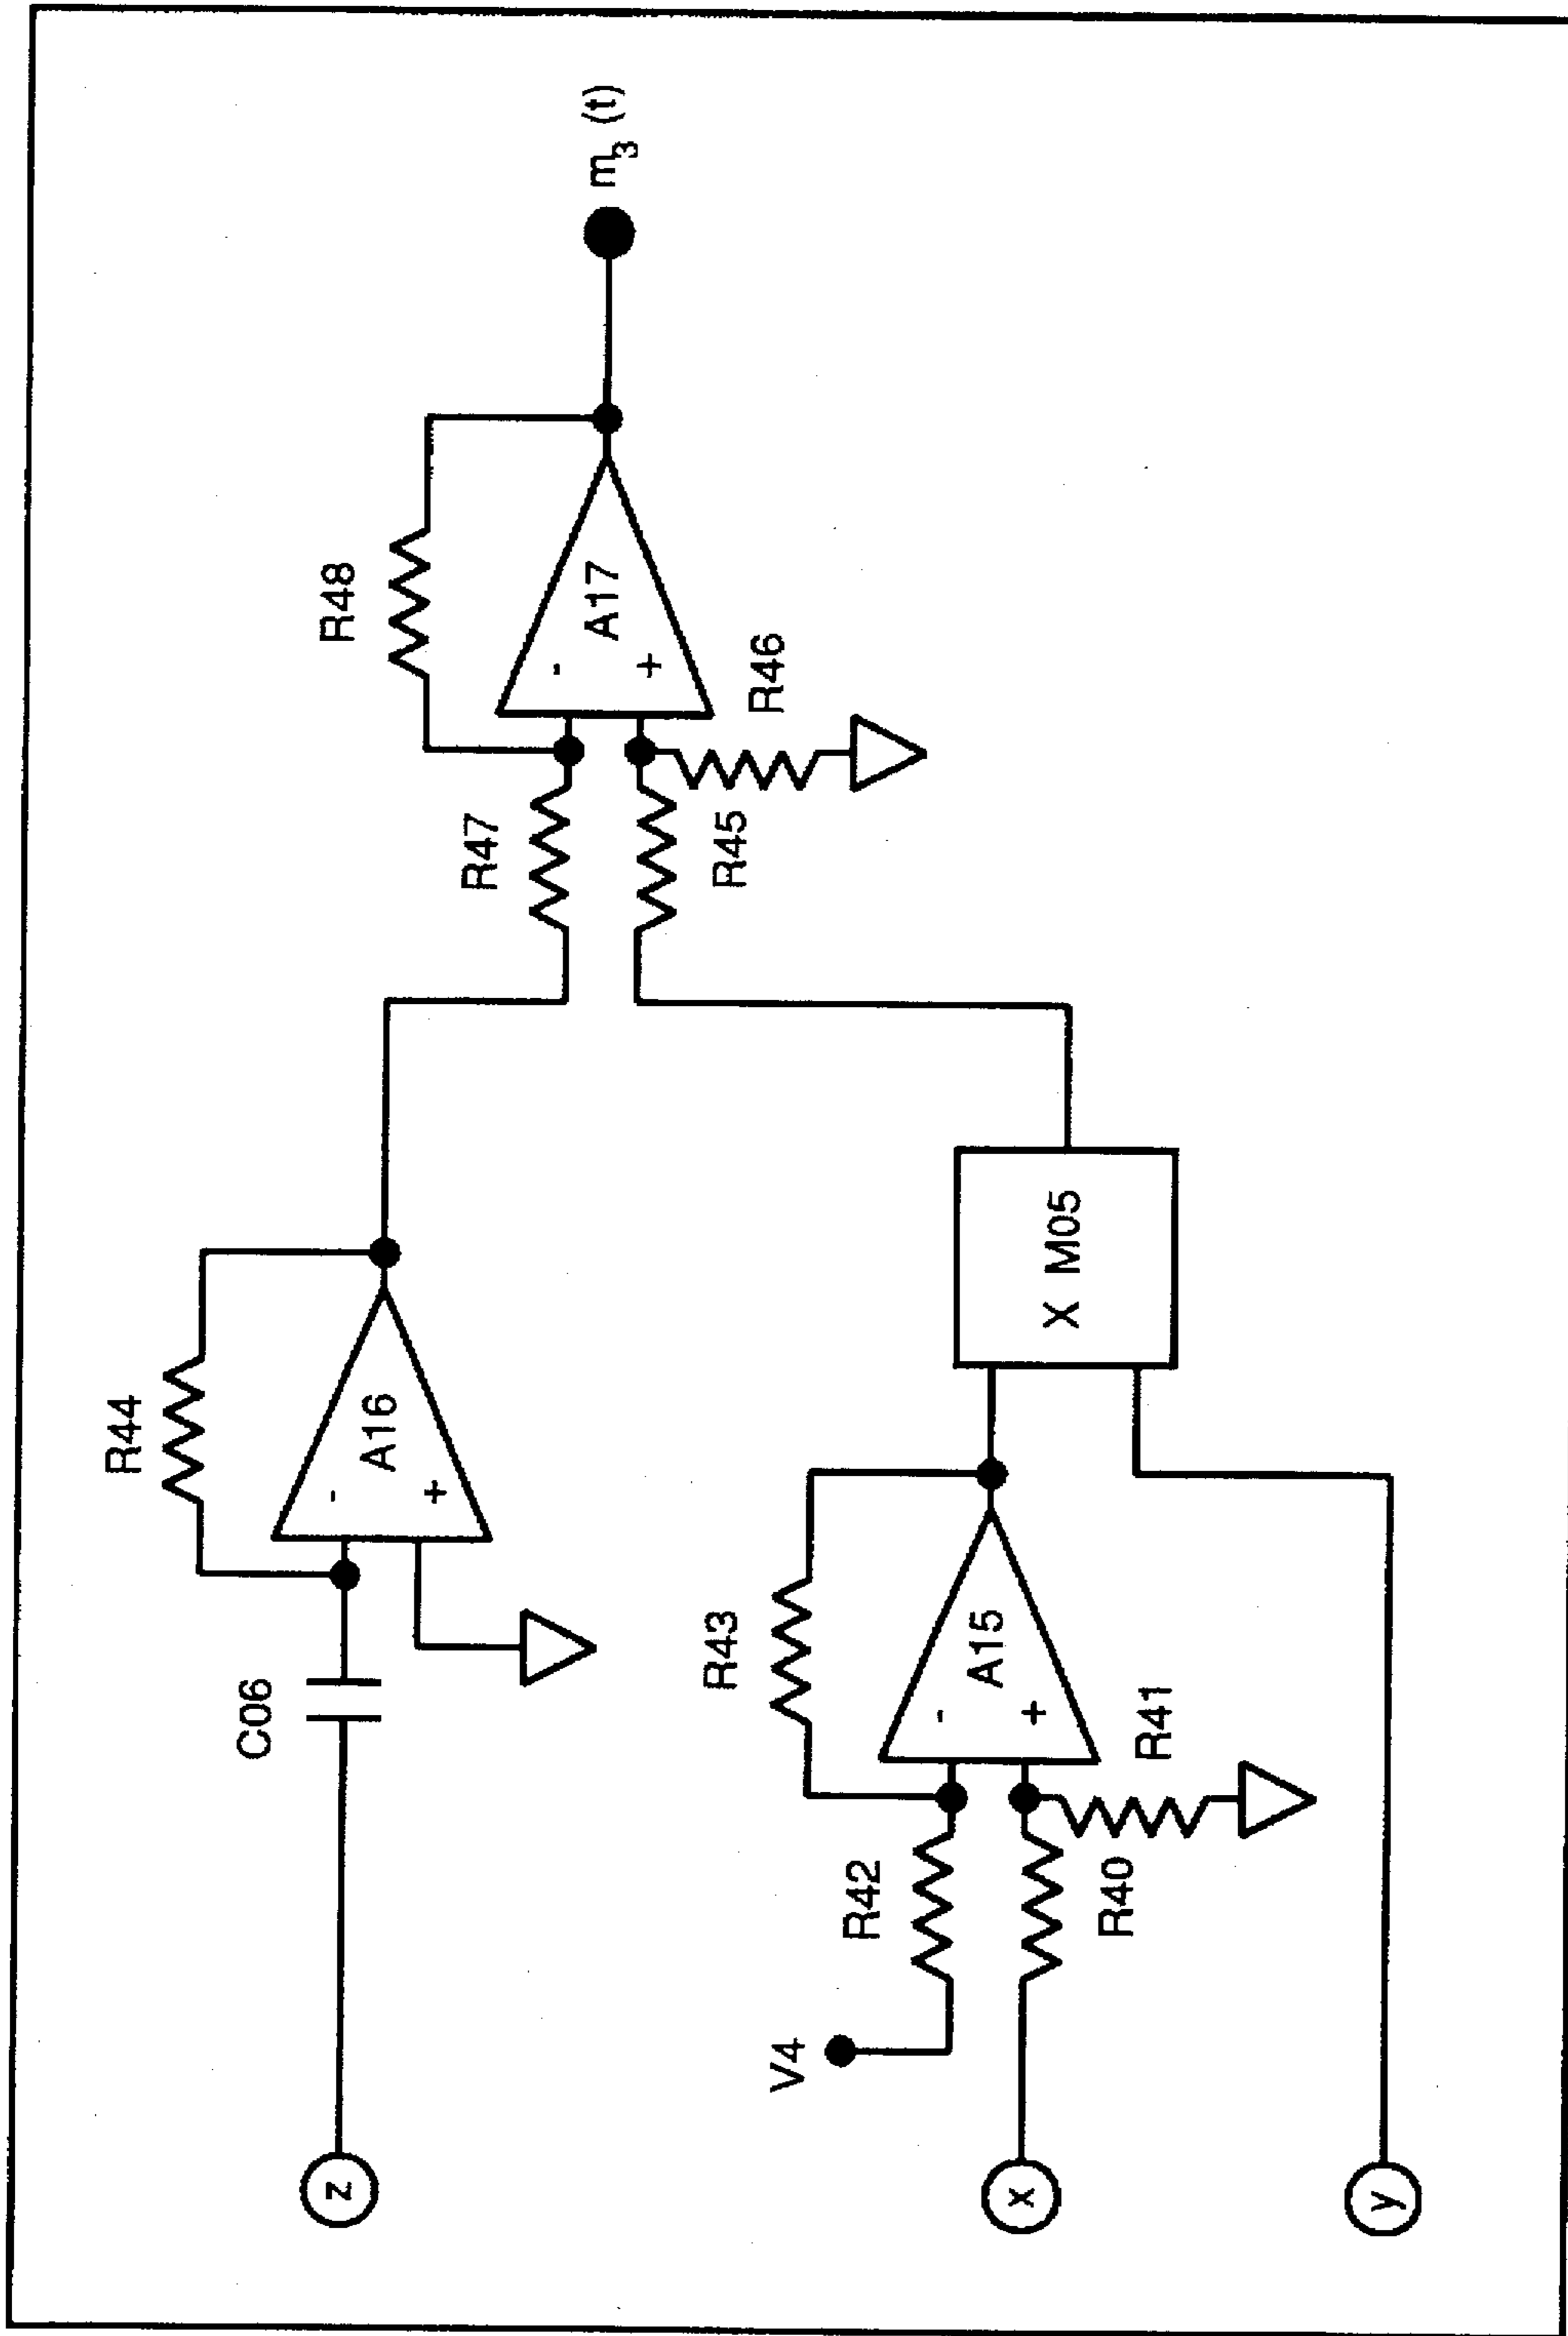 R44
C06
-
A16
+
z
R48
R47
-
A17
+
m3 (t)
R45
R46
R43
V4
R42
-
A15
+
x
R40
R41
X M05
y